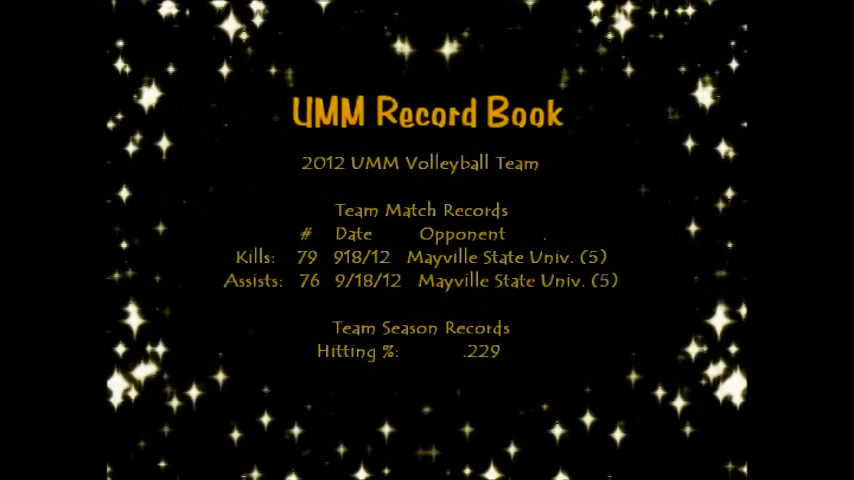 UMM Record Book
2012 UMM Volleyball Team
Team Match Records
# Date Opponent .
Kills: 79 918/12 Mayville State Univ. (5)
Assists: 76 9/18/12 Mayville State Univ. (5)
Team Season Records
Hitting %: .229